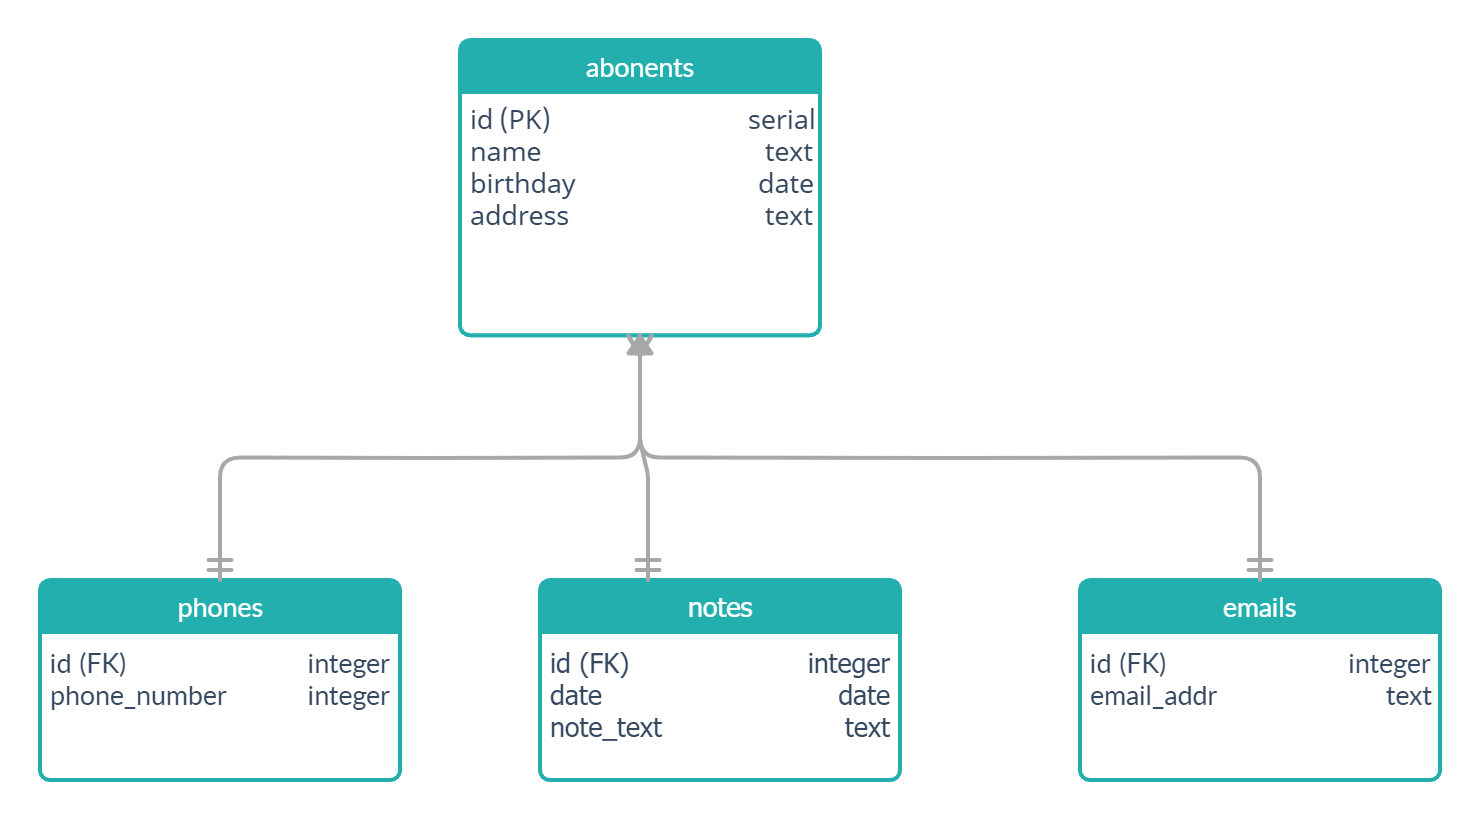 abonents
id (PK) serial
name text
birthday date
address text
phones
id (FK) integer
phone_number integer
notes
id (FK) integer
date date
note_text text
emails
id (FK) integer
email_addr text